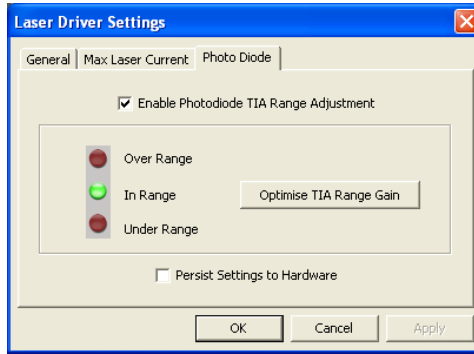 Laser Driver Settings
General Max Laser Current Photo Diode
Enable Photodiode TIA Range Adjustment
Over Range
In Range Optimise TIA Range Gain
Under Range
Persist Settings to Hardware
OK Cancel Apply